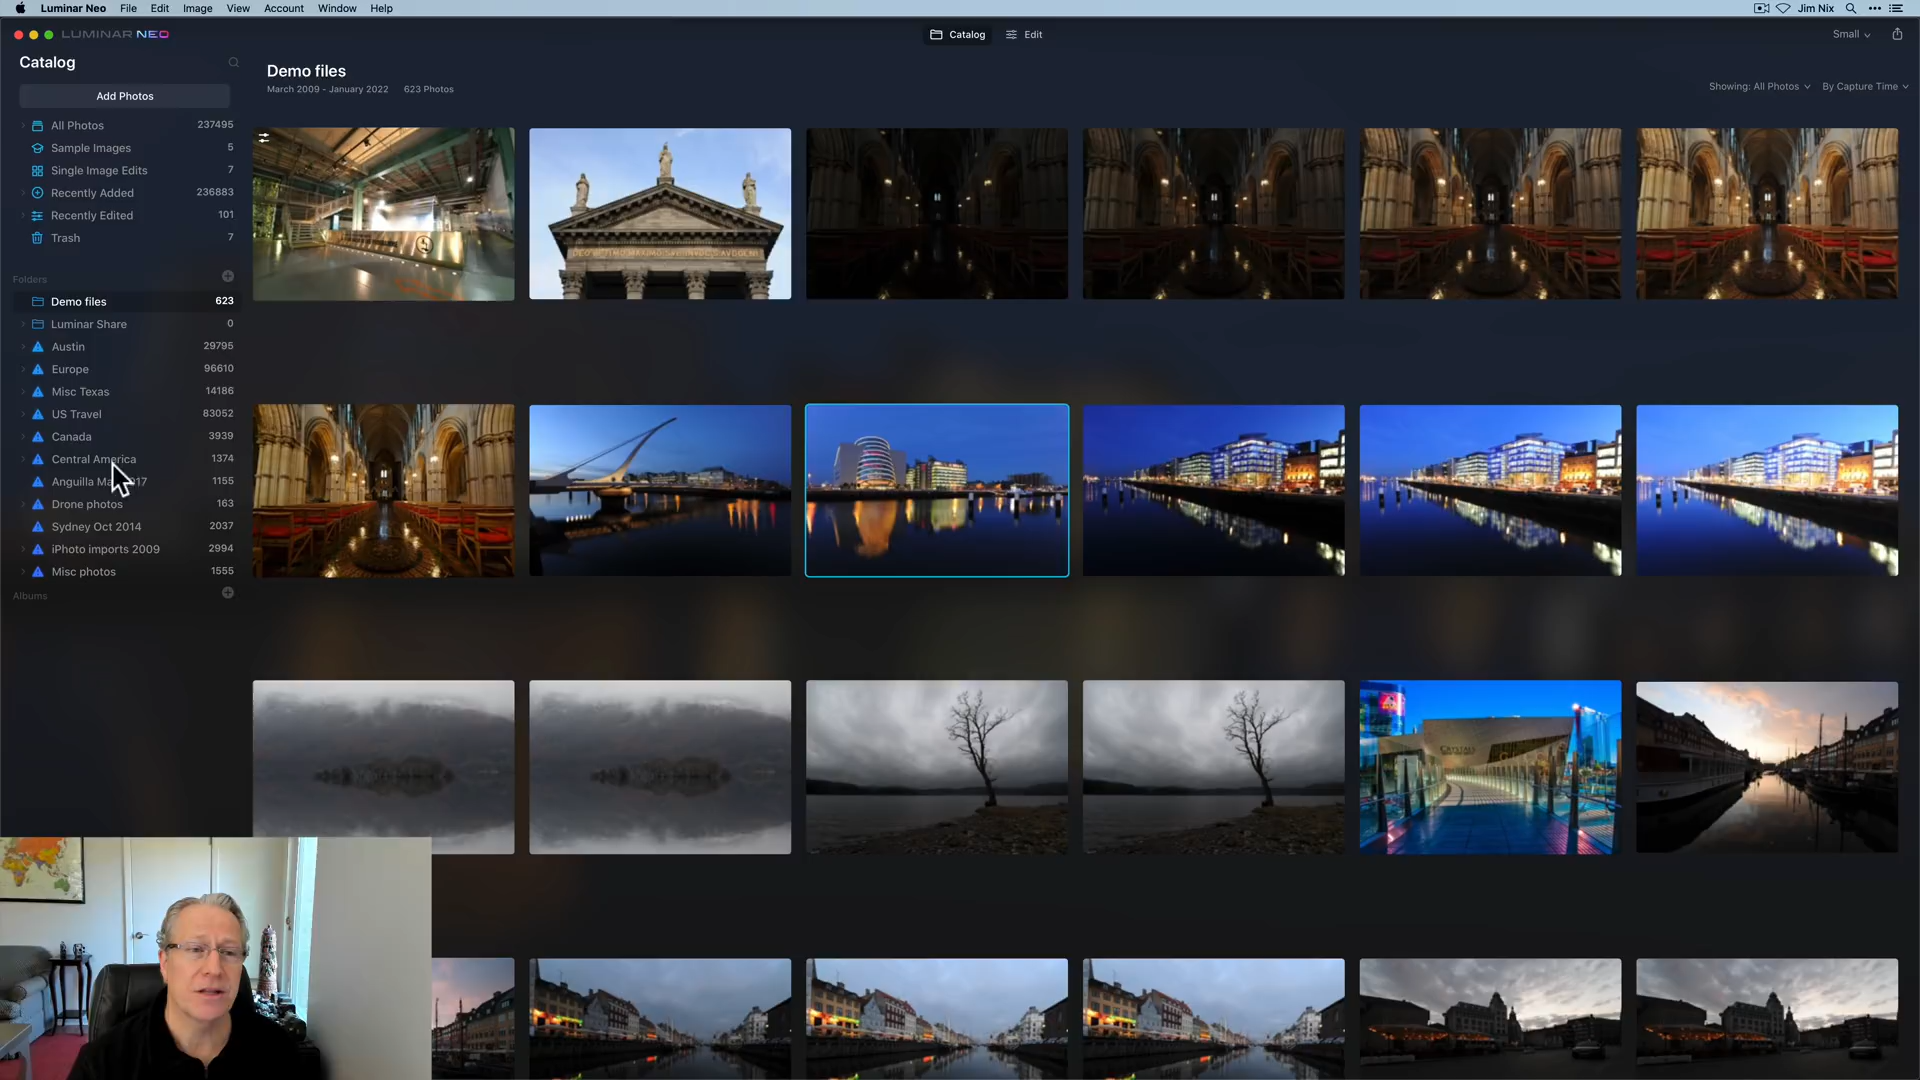 Luminar Neo File Edit Image View Account Window Help Jim Nix
LUMINAR NEO Catalog Edit Small
Catalog
Add Photos
All Photos 237495
Sample Images 5
Single Image Edits 7
Recently Added 236883
Recently Edited 101
Trash 7
Folders
Demo files 623
Luminar Share 0
Austin 29795
Europe 96610
Misc Texas 14186
US Travel 83052
Canada 3939
Central America 1374
Anguilla Ma 017 1155
Drone photos 163
Sydney Oct 2014 2037
iPhoto imports 2009 2994
Misc photos 1555
Albums
Demo files
March 2009 - January 2022 623 Photos
Showing: All Photos By Capture Time
CRYSTALS